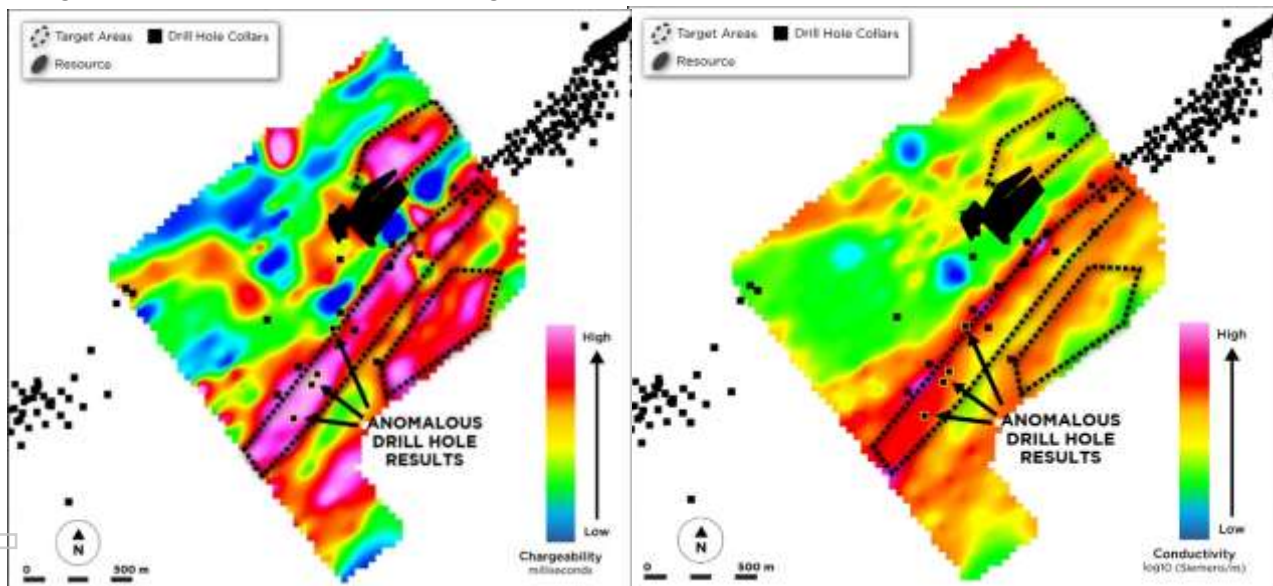 Target Areas
Drill Hole Collars
Resource
ANOMALOUS
DRILL HOLE
RESULTS
High
Low
Chargeability
milliseconds
N
0
500 m
Target Areas
Drill Hole Collars
Resource
ANOMALOUS
DRILL HOLE
RESULTS
High
Low
Conductivity
log10 (Siemens/m)
N
0
500 m